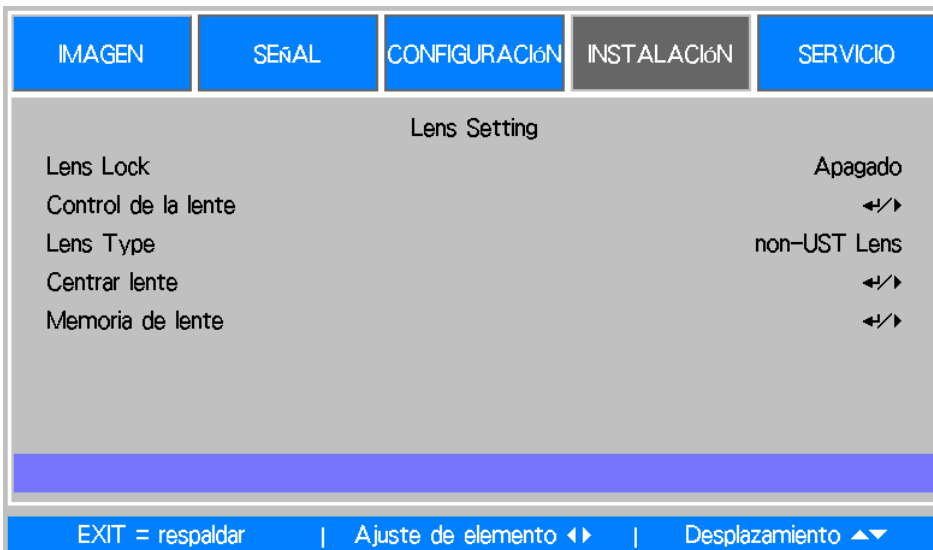 IMAGEN SEñAL CONFIGURACIóN INSTALACIóN SERVICIO
Lens Setting
Lens Lock Apagado
Control de la lente ↵/▶
Lens Type non-UST Lens
Centrar lente ↵/▶
Memoria de lente ↵/▶
EXIT = respaldar | Ajuste de elemento ◀▶ | Desplazamiento ▲▼